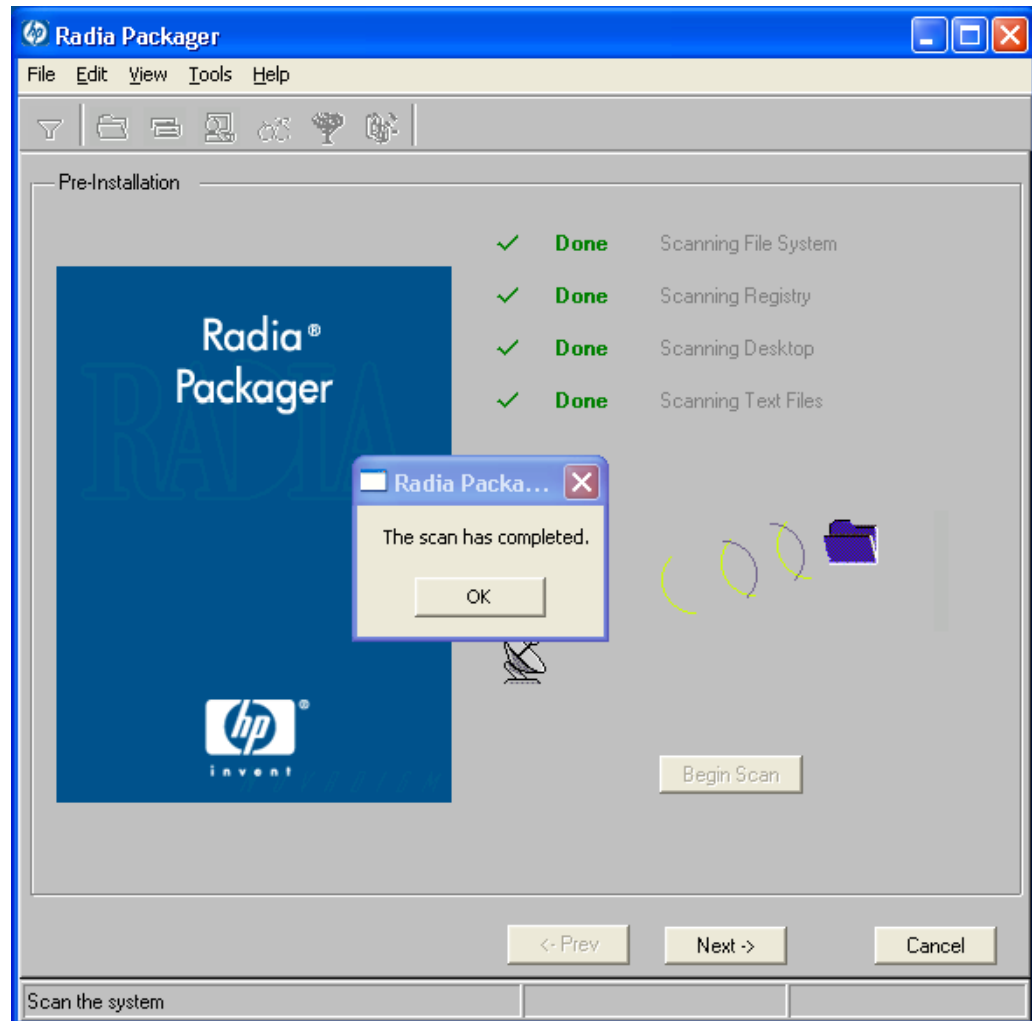 Radia Packager
File Edit View Tools Help
Pre-Installation
Done Scanning File System
Done Scanning Registry
Done Scanning Desktop
Done Scanning Text Files
Radia®
Packager
RADIA
Radia Packa...
The scan has completed.
OK
hp®
invent
Begin Scan
<- Prev
Next ->
Cancel
Scan the system